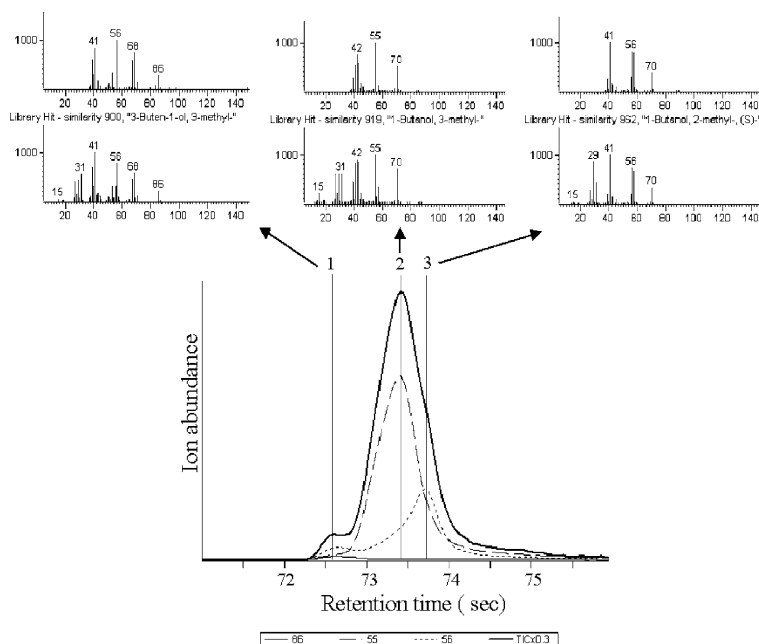 1000
41
56
68
86
20 40 60 80 100 120 140
Library Hit - similarity 900, "3-Buten-1-ol, 3-methyl-"
1000
15
31
41
56
68
86
20 40 60 80 100 120 140
1000
42
55
70
20 40 60 80 100 120 140
Library Hit - similarity 919, "1-Butanol, 3-methyl-"
1000
15
31
42
55
70
20 40 60 80 100 120 140
1000
41
56
70
20 40 60 80 100 120 140
Library Hit - similarity 952, "1-Butanol, 2-methyl-, (S)-"
1000
15
29
41
56
70
20 40 60 80 100 120 140
1
2
3
Ion abundance
72 73 74 75
Retention time ( sec)
86 55 56 TICx0.3